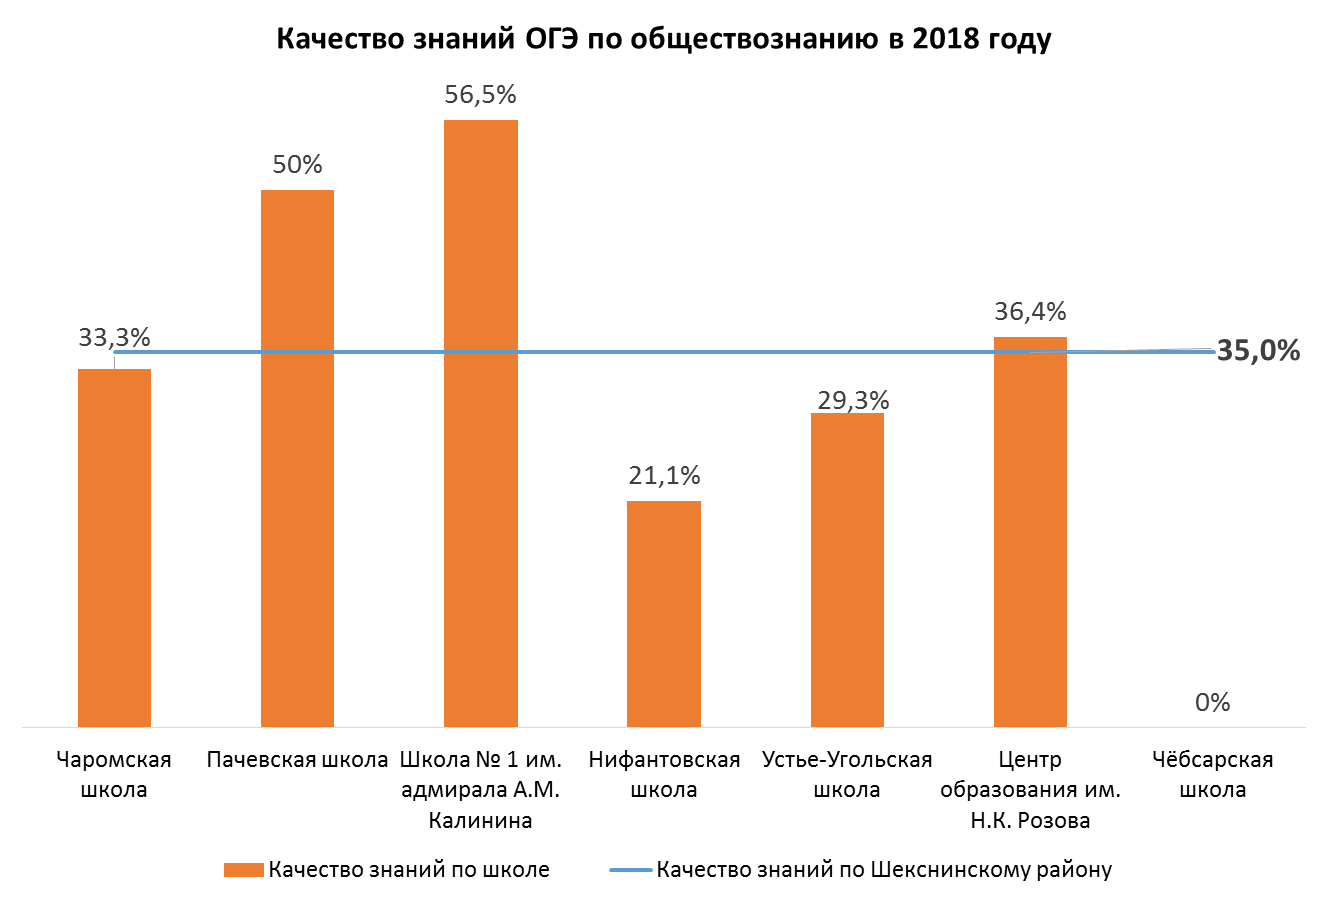 Качество знаний ОГЭ по обществознанию в 2018 году
56,5%
50%
33,3%
36,4%
35,0%
29,3%
21,1%
0%
Чаромская
школа
Пачевская школа
Школа № 1 им.
адмирала А.М.
Калинина
Нифантовская
школа
Устье-Угольская
школа
Центр
образования им.
Н.К. Розова
Чёбсарская
школа
Качество знаний по школе
Качество знаний по Шекснинскому району